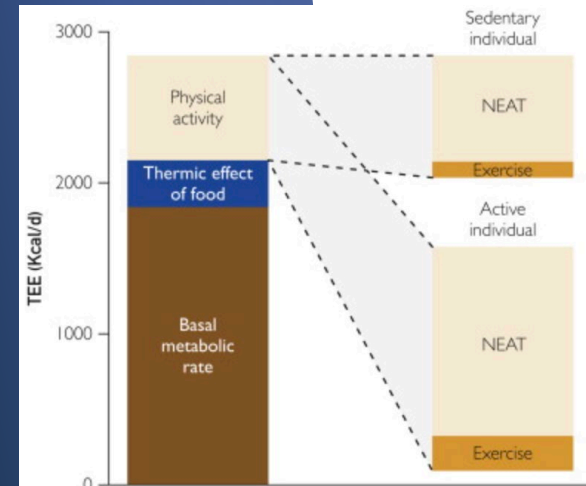 3000
2000
1000
0
TEE (Kcal/d)
Physical
activity
Thermic effect
of food
Basal
metabolic
rate
Sedentary
individual
NEAT
Exercise
Active
individual
NEAT
Exercise